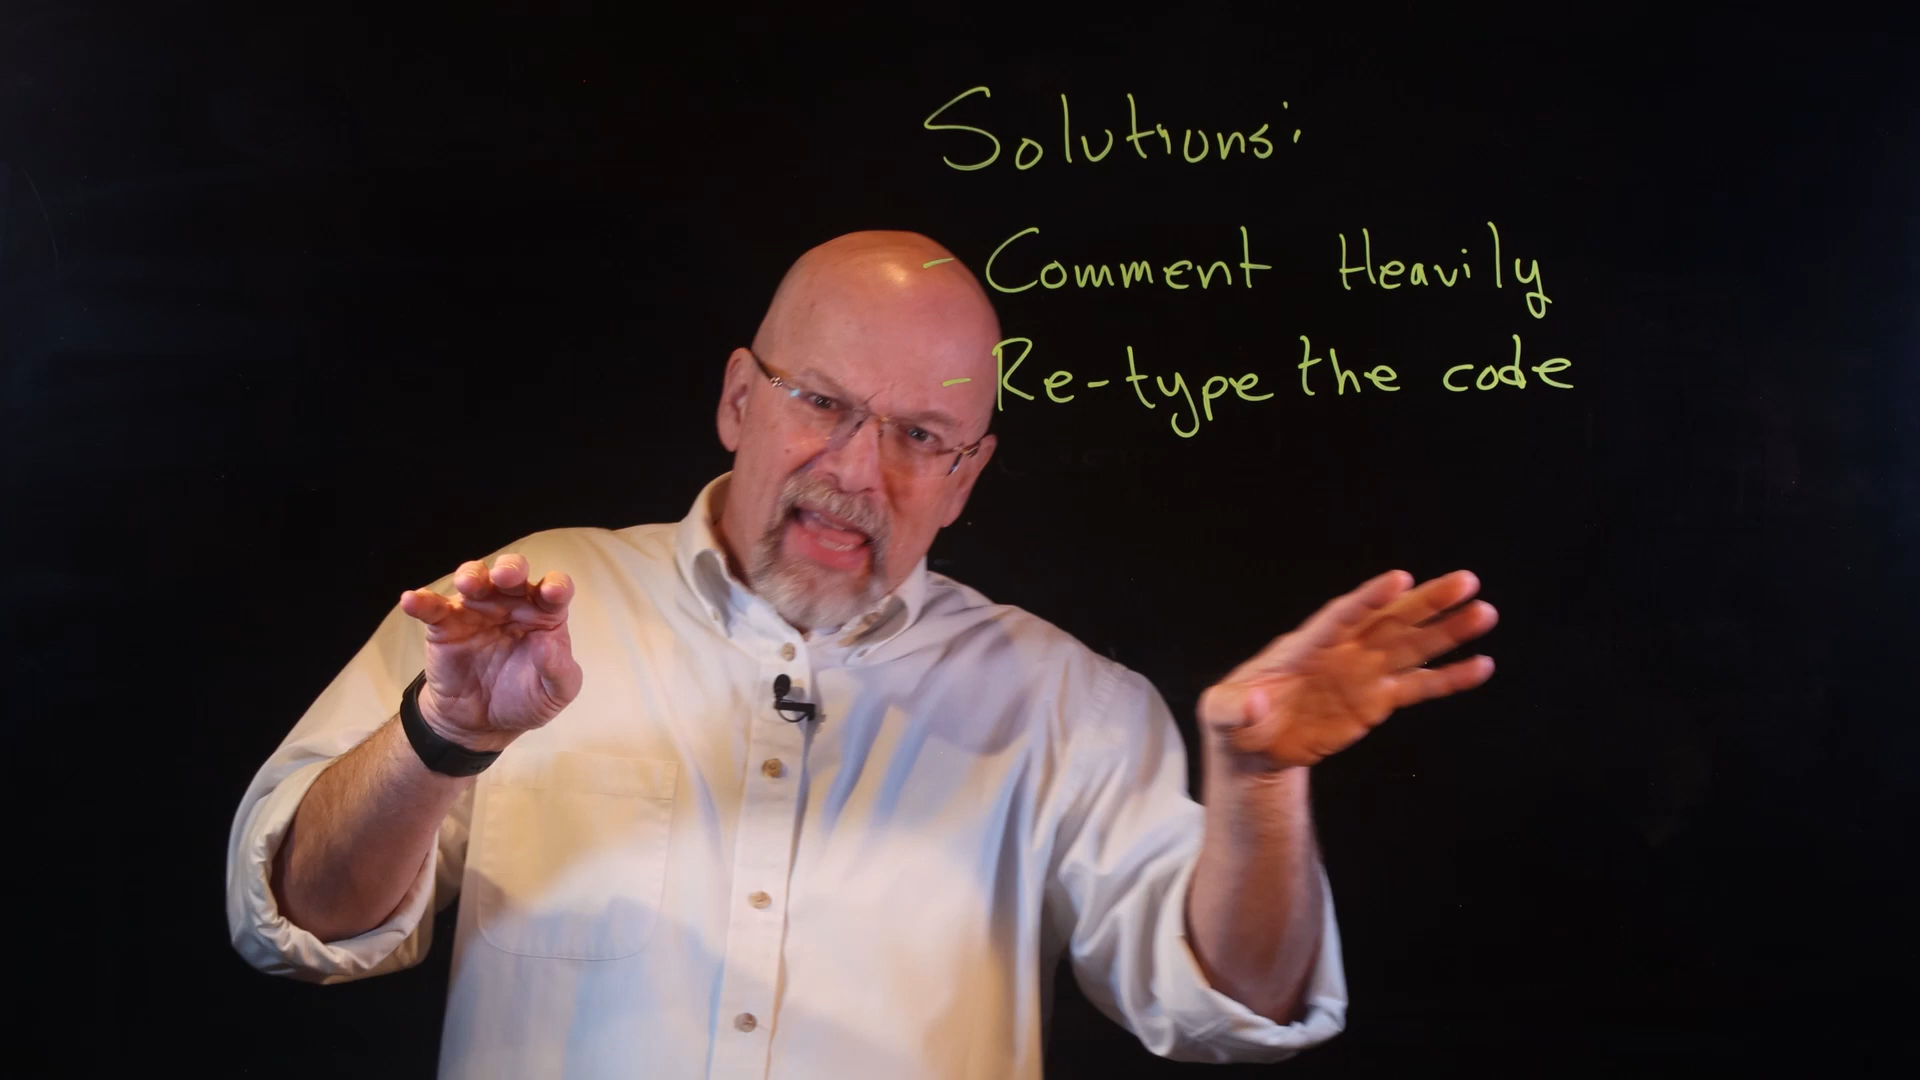 Solutions:
- Comment Heavily
- Re-type the code